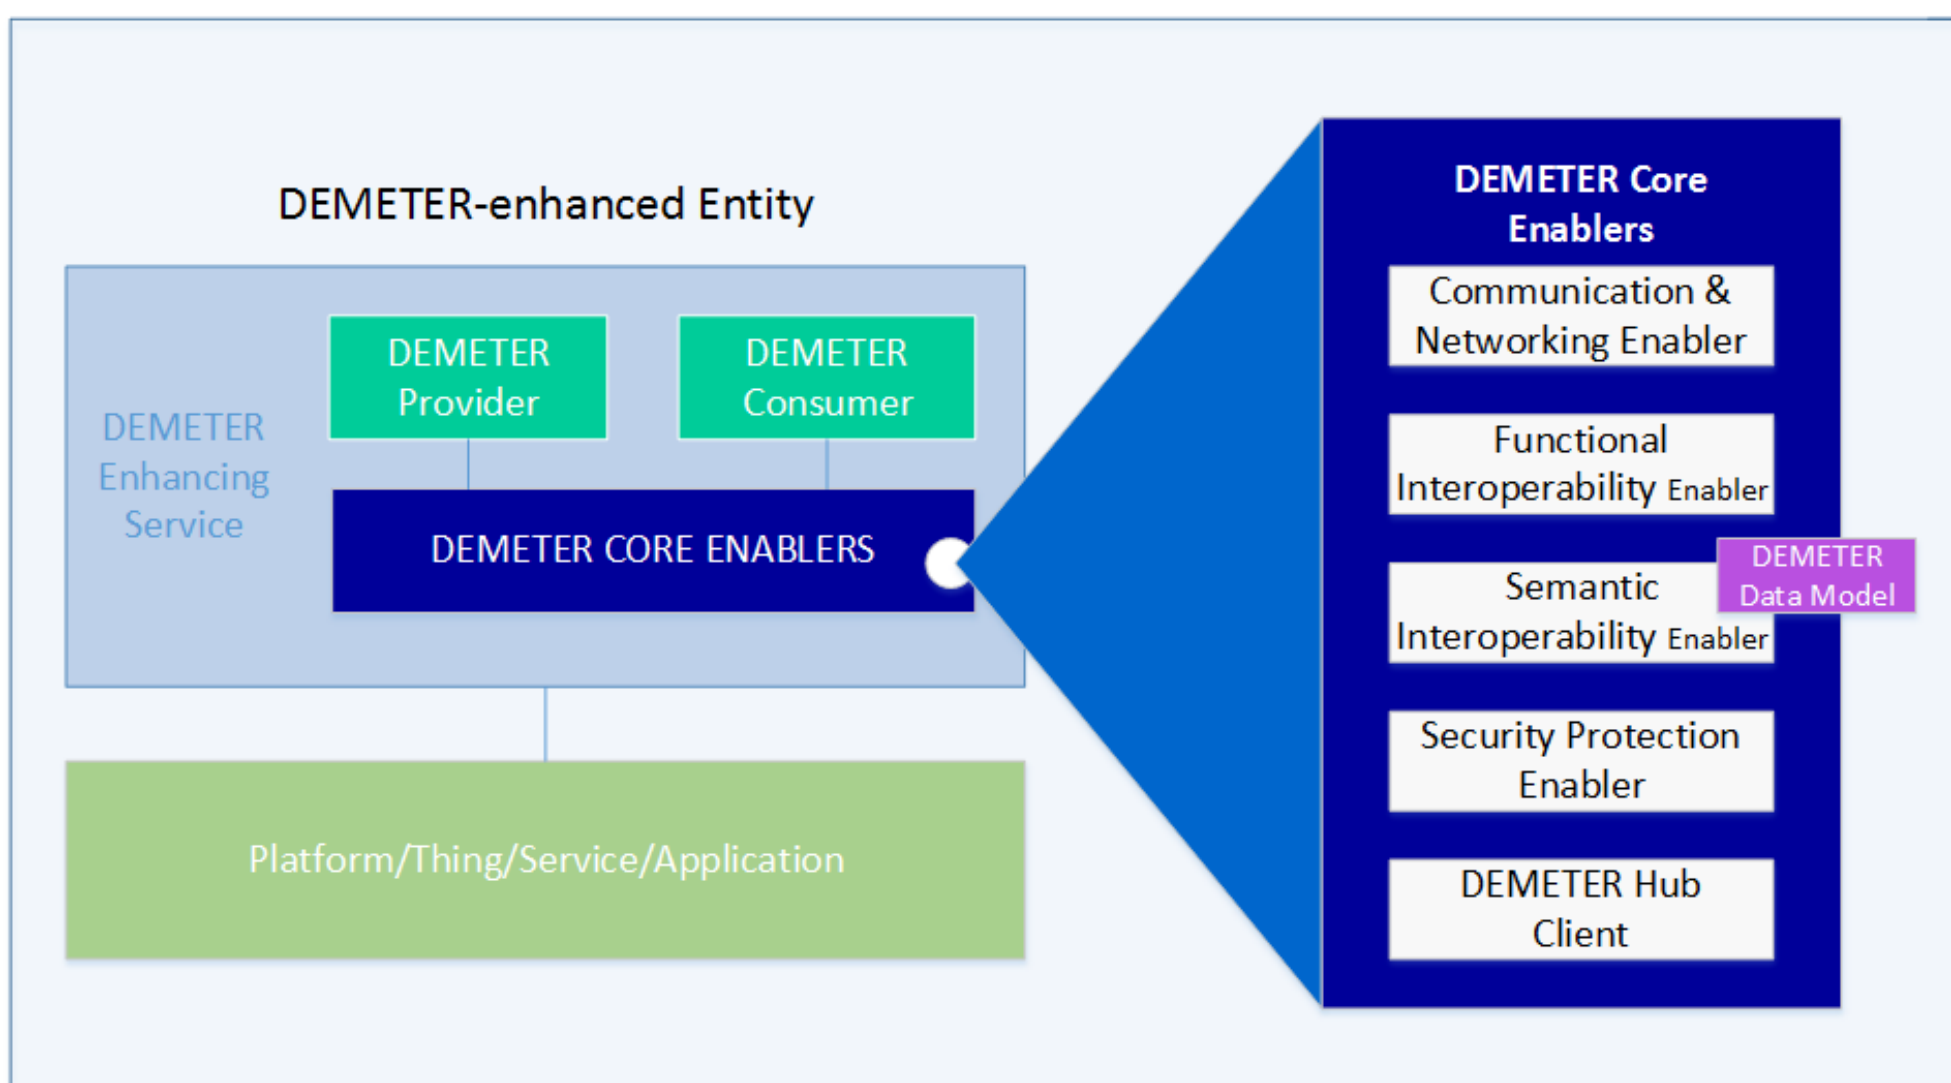 DEMETER-enhanced Entity
DEMETER
Enhancing
Service
DEMETER
Provider
DEMETER
Consumer
DEMETER CORE ENABLERS
Platform/Thing/Service/Application
DEMETER Core
Enablers
Communication &
Networking Enabler
Functional
Interoperability Enabler
Semantic
Interoperability Enabler
DEMETER
Data Model
Security Protection
Enabler
DEMETER Hub
Client